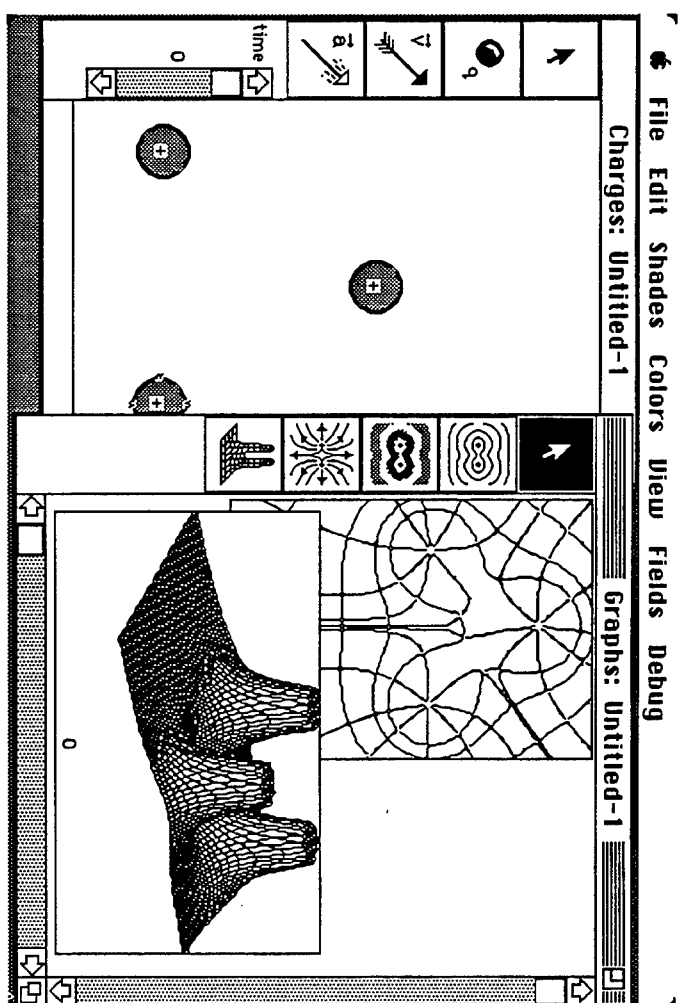 File Edit Shades Colors View Fields Debug
Charges: Untitled-1
Graphs: Untitled-1
q
v
a
time
0
+
+
+
0